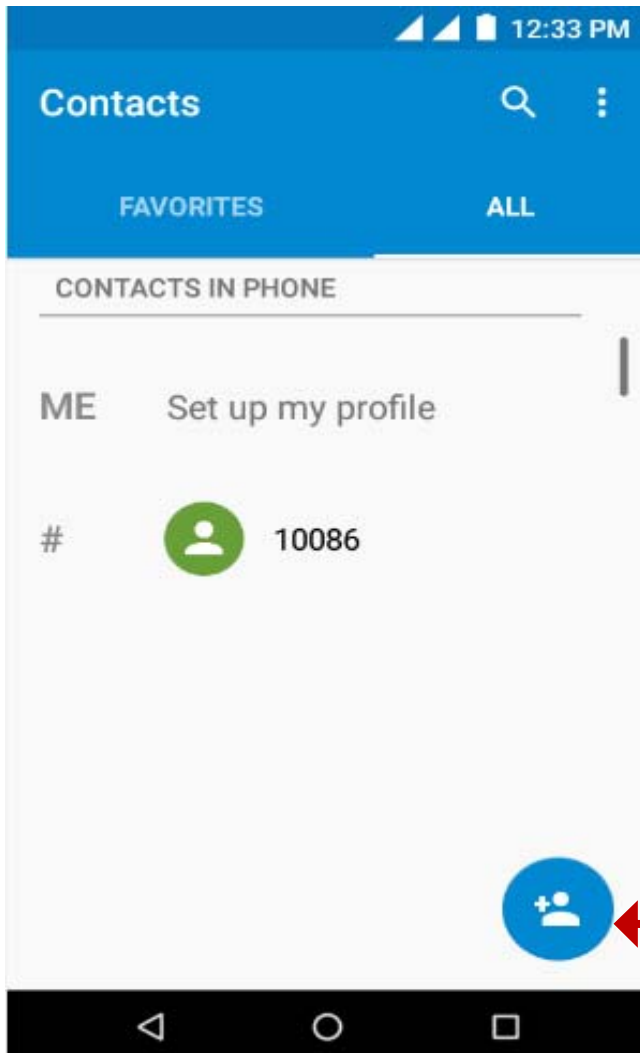 12:33 PM
Contacts
FAVORITES ALL
CONTACTS IN PHONE
ME Set up my profile
# 10086